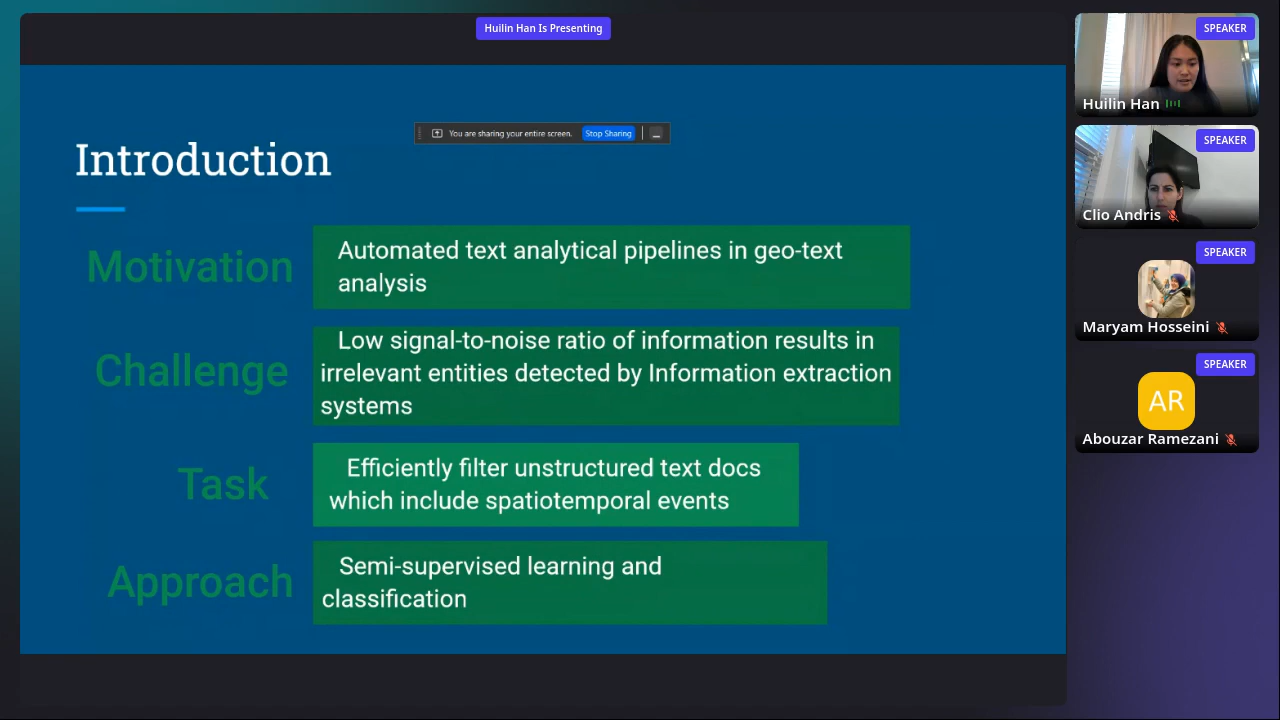 Huilin Han Is Presenting
You are sharing your entire screen.
Stop Sharing
Introduction
Motivation
Automated text analytical pipelines in geo-text
analysis
Challenge
Low signal-to-noise ratio of information results in
irrelevant entities detected by Information extraction
systems
Task
Efficiently filter unstructured text docs
which include spatiotemporal events
Approach
Semi-supervised learning and
classification
SPEAKER
Huilin Han
SPEAKER
Clio Andris
SPEAKER
Maryam Hosseini
SPEAKER
AR
Abouzar Ramezani